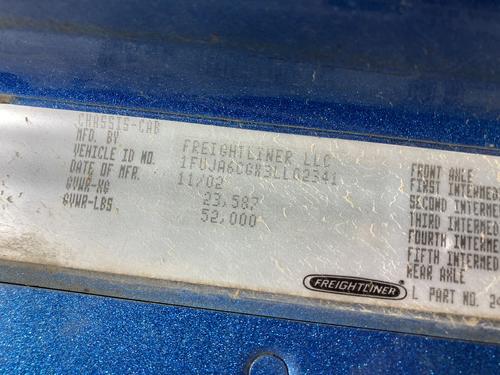 CHASSIS-CAB
MFD. BY FREIGHTLINER LLC
VEHICLE ID NO. 1FUJA6CGX3LLC2341
DATE OF MFR. 11/02
GVWR-KG 23,587
GVWR-LBS 52,000
FRONT AXLE
FIRST INTERMED
SECOND INTERMED
THIRD INTERMED
FOURTH INTERMED
FIFTH INTERMED
REAR AXLE
FREIGHTLINER
L PART NO. 24